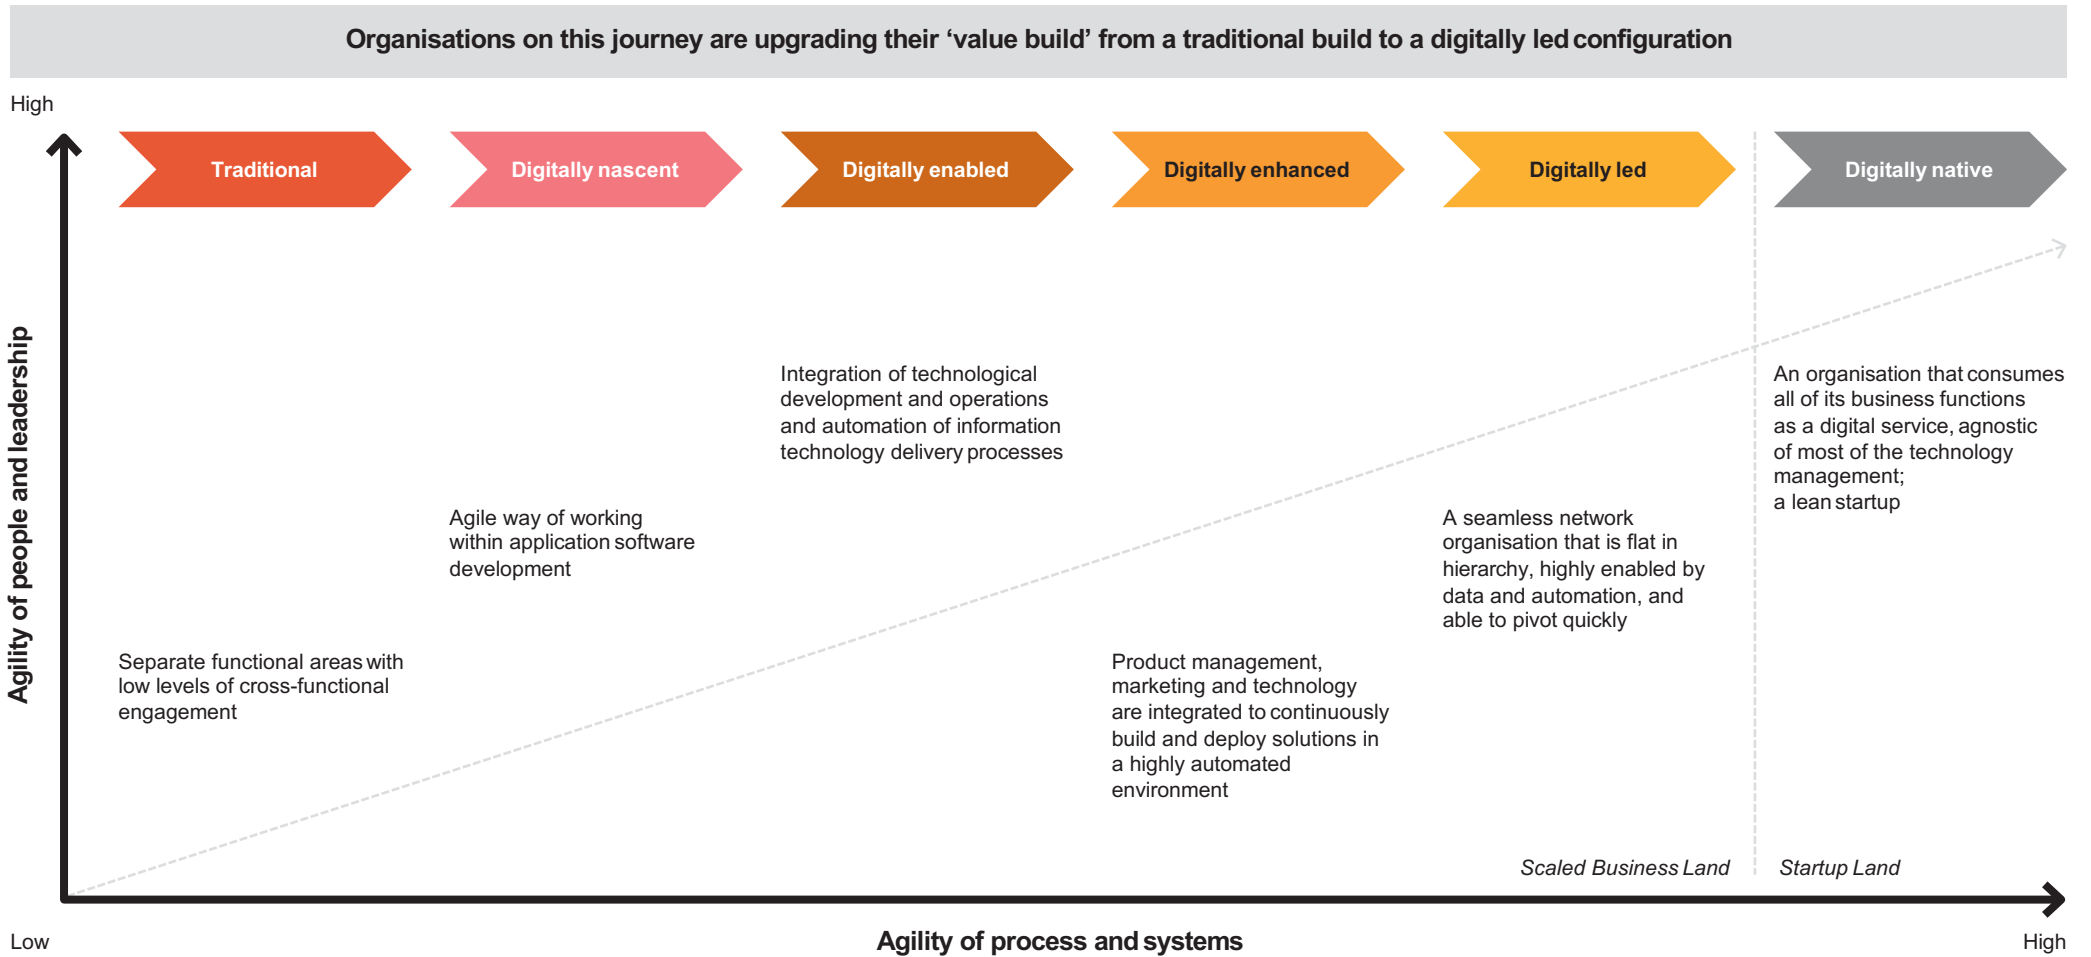 Organisations on this journey are upgrading their ‘value build’ from a traditional build to a digitally led configuration
High
Traditional
Digitally nascent
Digitally enabled
Digitally enhanced
Digitally led
Digitally native
Agility of people and leadership
Separate functional areas with
low levels of cross-functional
engagement
Agile way of working
within application software
development
Integration of technological
development and operations
and automation of information
technology delivery processes
Product management,
marketing and technology
are integrated to continuously
build and deploy solutions in
a highly automated
environment
A seamless network
organisation that is flat in
hierarchy, highly enabled by
data and automation, and
able to pivot quickly
An organisation that consumes
all of its business functions
as a digital service, agnostic
of most of the technology
management;
a lean startup
Scaled Business Land
Startup Land
Low
Agility of process and systems
High